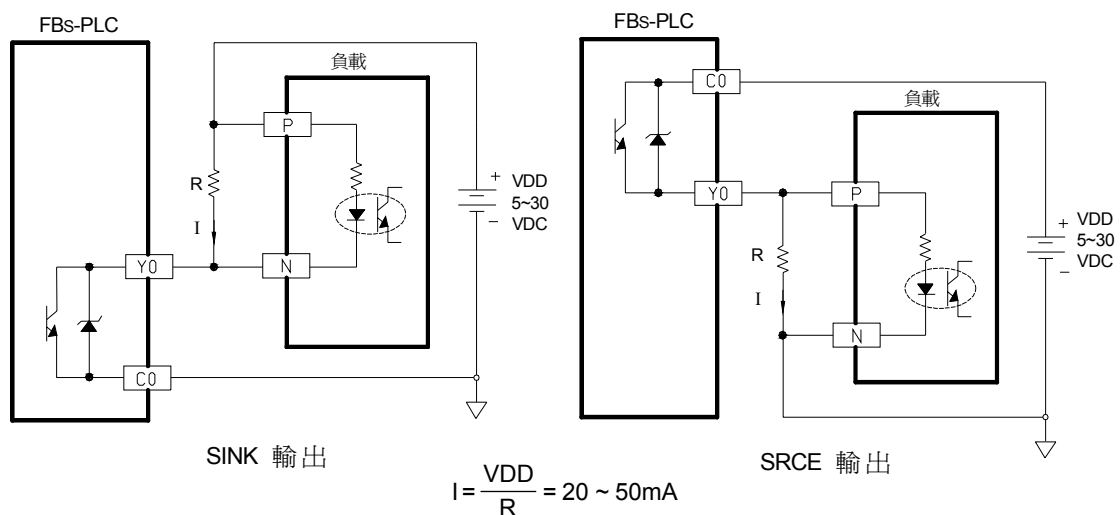 FBs-PLC
負載
P
R
I
Y0
N
C0
+ VDD
5~30
− VDC
SINK 輸出
FBs-PLC
C0
負載
Y0
P
R
I
N
+ VDD
5~30
− VDC
SRCE 輸出
I = VDD / R = 20 ~ 50mA